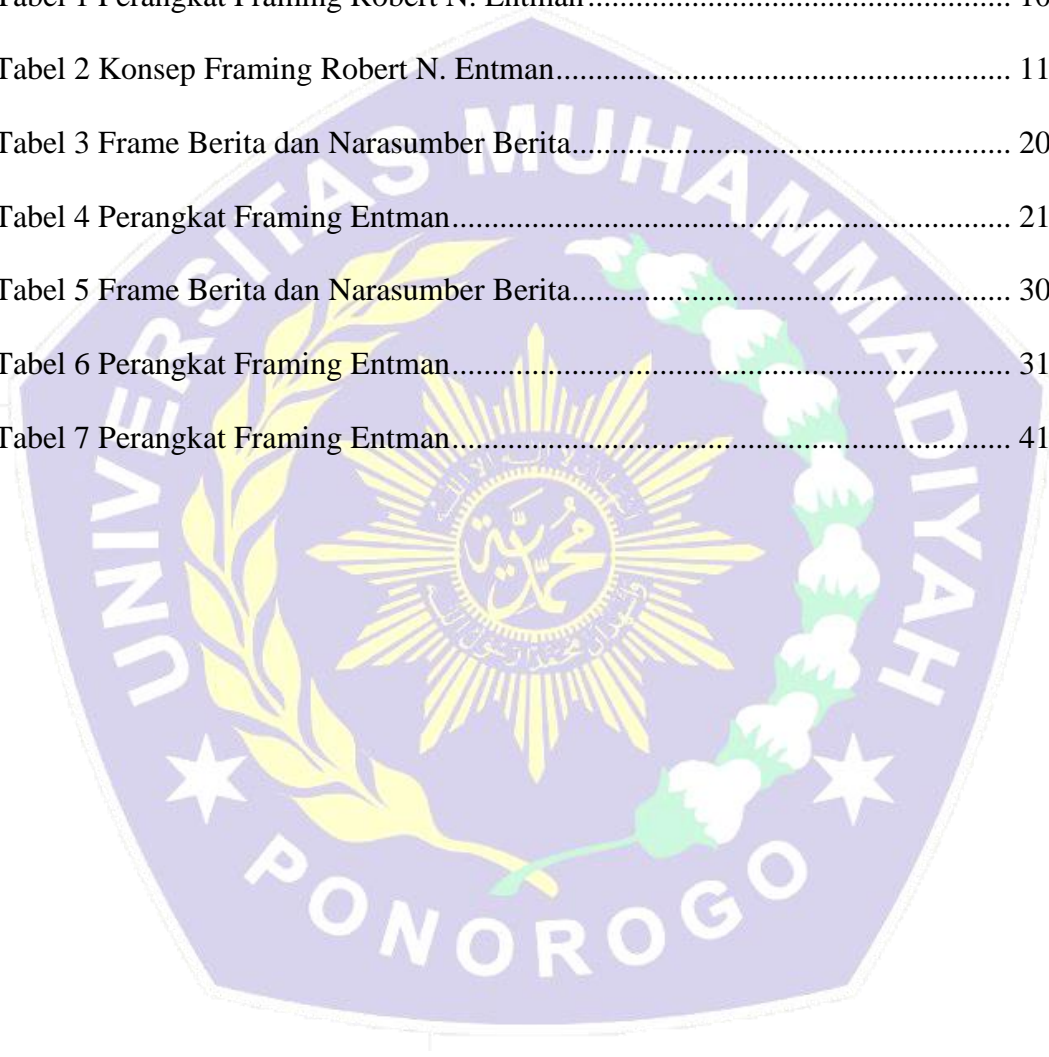 Tabel 1 Perangkat Framing Robert N. Entman
Tabel 2 Konsep Framing Robert N. Entman........................................................... 11
Tabel 3 Frame Berita dan Narasumber Berita......................................................... 20
Tabel 4 Perangkat Framing Entman........................................................................ 21
Tabel 5 Frame Berita dan Narasumber Berita......................................................... 30
Tabel 6 Perangkat Framing Entman........................................................................ 31
Tabel 7 Perangkat Framing Entman........................................................................ 41
UNIVERSITAS MUHAMMADIYAH
محمدية
PONOROGO